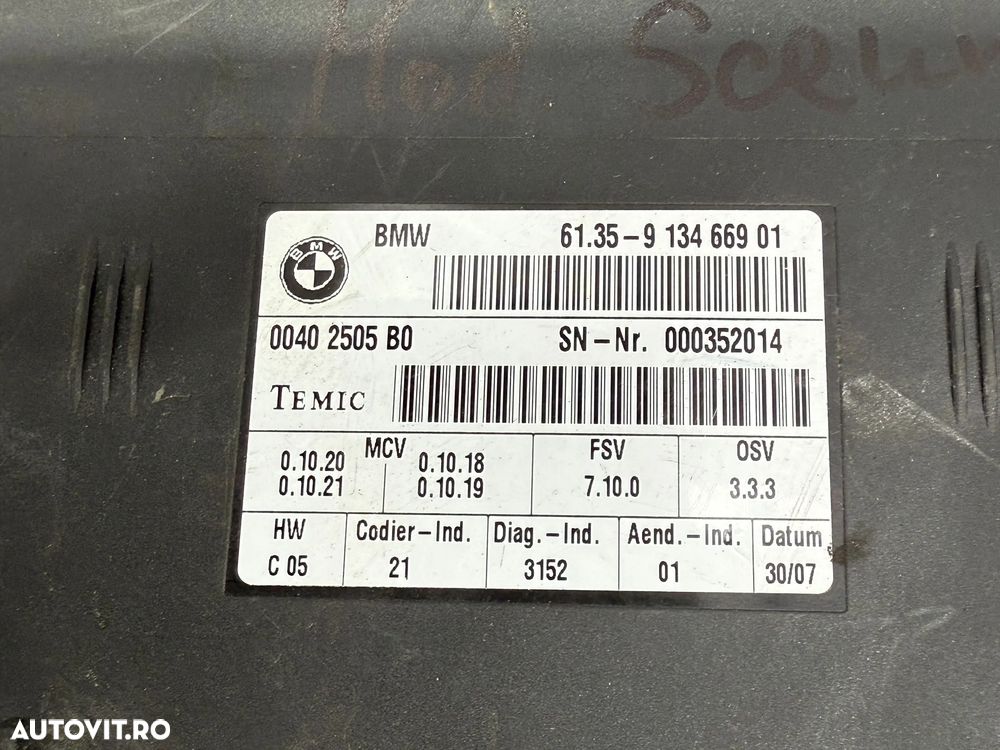 Mod Scaun
BMW 61.35-9 134 669 01
BMW
0040 2505 B0 SN-Nr. 000352014
TEMIC
MCV FSV OSV
0.10.20 0.10.18
0.10.21 0.10.19 7.10.0 3.3.3
HW Codier-Ind. Diag.-Ind. Aend.-Ind. Datum
C 05 21 3152 01 30/07
AUTOVIT.RO